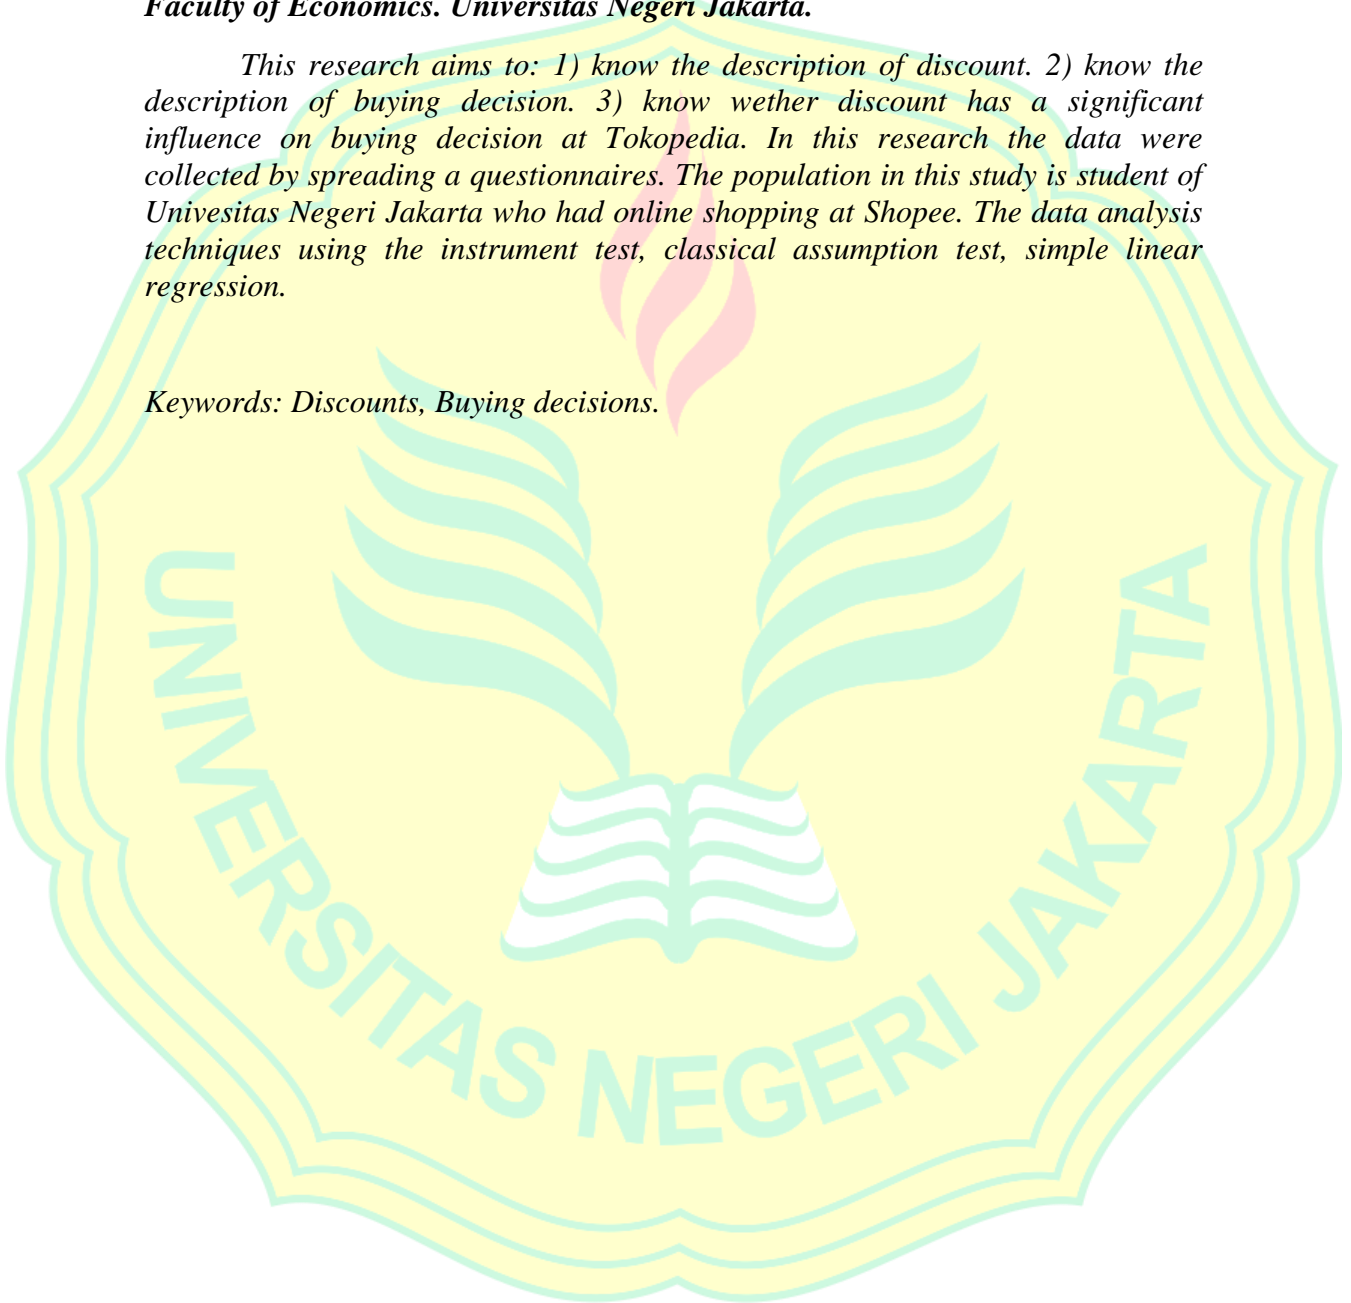 Faculty of Economics. Universitas Negeri Jakarta.
This research aims to: 1) know the description of discount. 2) know the
description of buying decision. 3) know wether discount has a significant
influence on buying decision at Tokopedia. In this research the data were
collected by spreading a questionnaires. The population in this study is student of
Univesitas Negeri Jakarta who had online shopping at Shopee. The data analysis
techniques using the instrument test, classical assumption test, simple linear
regression.
Keywords: Discounts, Buying decisions.
UNIVERSITAS NEGERI JAKARTA